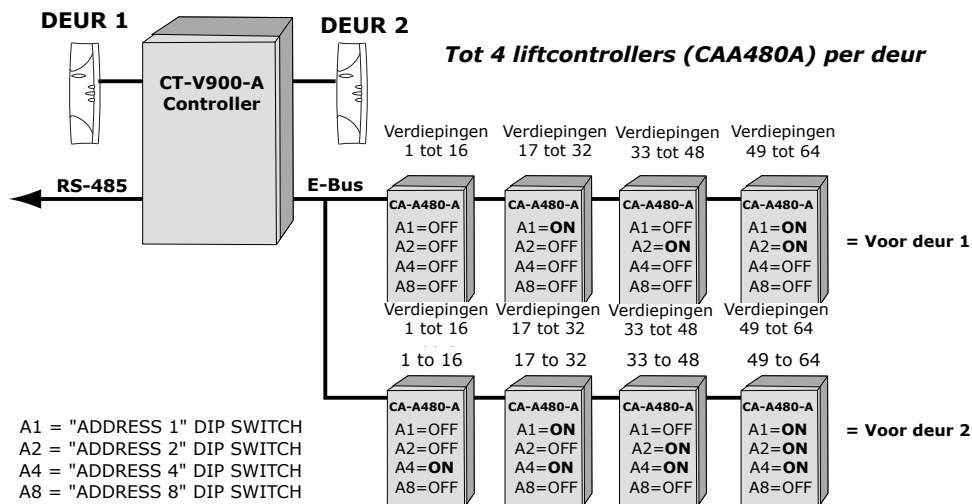 DEUR 1
DEUR 2
Tot 4 liftcontrollers (CAA480A) per deur
CT-V900-A
Controller
RS-485
E-Bus
Verdiepingen
1 tot 16
Verdiepingen
17 tot 32
Verdiepingen
33 tot 48
Verdiepingen
49 tot 64
CA-A480-A
A1=OFF
A2=OFF
A4=OFF
A8=OFF
CA-A480-A
A1=ON
A2=OFF
A4=OFF
A8=OFF
CA-A480-A
A1=OFF
A2=ON
A4=OFF
A8=OFF
CA-A480-A
A1=ON
A2=ON
A4=OFF
A8=OFF
= Voor deur 1
Verdiepingen
1 tot 16
Verdiepingen
17 tot 32
Verdiepingen
33 tot 48
Verdiepingen
49 tot 64
1 to 16
17 to 32
33 to 48
49 to 64
CA-A480-A
A1=OFF
A2=OFF
A4=ON
A8=OFF
CA-A480-A
A1=ON
A2=OFF
A4=ON
A8=OFF
CA-A480-A
A1=OFF
A2=ON
A4=ON
A8=OFF
CA-A480-A
A1=ON
A2=ON
A4=ON
A8=OFF
= Voor deur 2
A1 = "ADDRESS 1" DIP SWITCH
A2 = "ADDRESS 2" DIP SWITCH
A4 = "ADDRESS 4" DIP SWITCH
A8 = "ADDRESS 8" DIP SWITCH